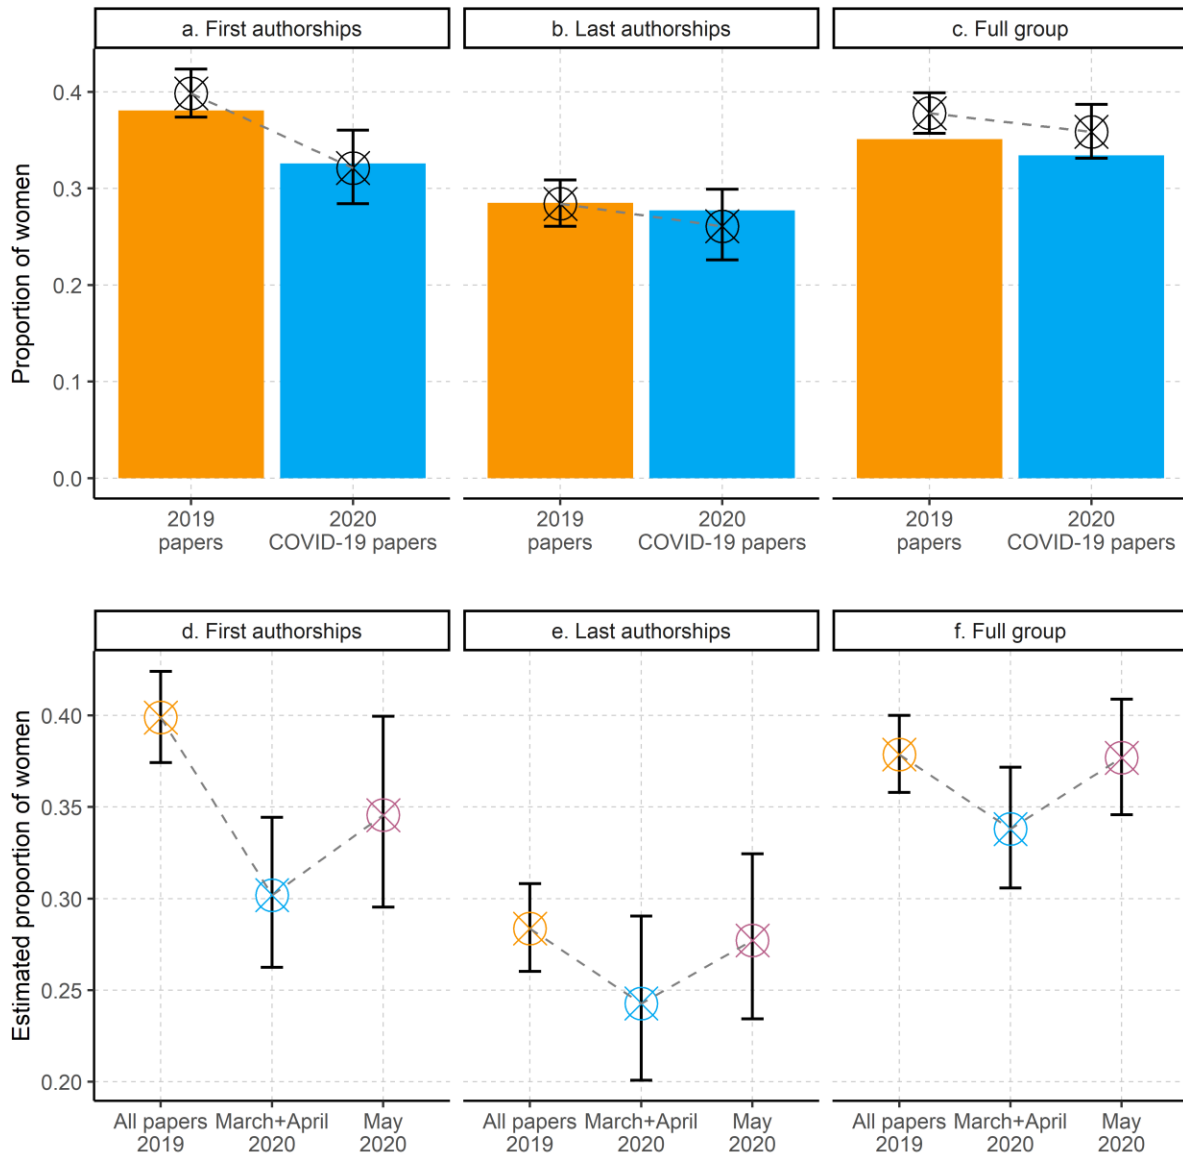 a. First authorships
b. Last authorships
c. Full group
Proportion of women
0.4
0.3
0.2
0.1
0.0
2019
papers
2020
COVID-19 papers
2019
papers
2020
COVID-19 papers
2019
papers
2020
COVID-19 papers
d. First authorships
e. Last authorships
f. Full group
Estimated proportion of women
0.40
0.35
0.30
0.25
0.20
All papers
2019
March+April
2020
May
2020
All papers
2019
March+April
2020
May
2020
All papers
2019
March+April
2020
May
2020